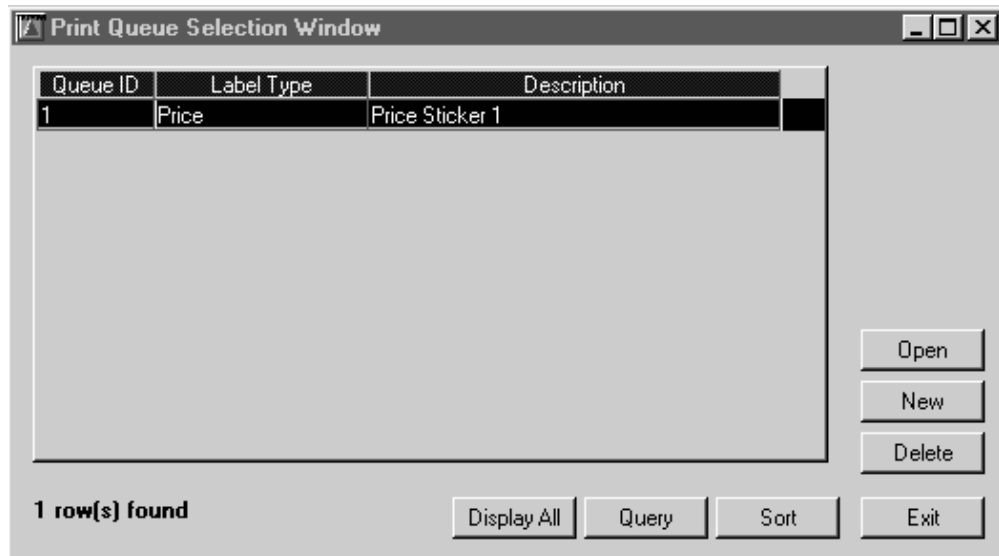 Print Queue Selection Window
Queue ID Label Type Description
1 Price Price Sticker 1
Open
New
Delete
1 row(s) found Display All Query Sort Exit